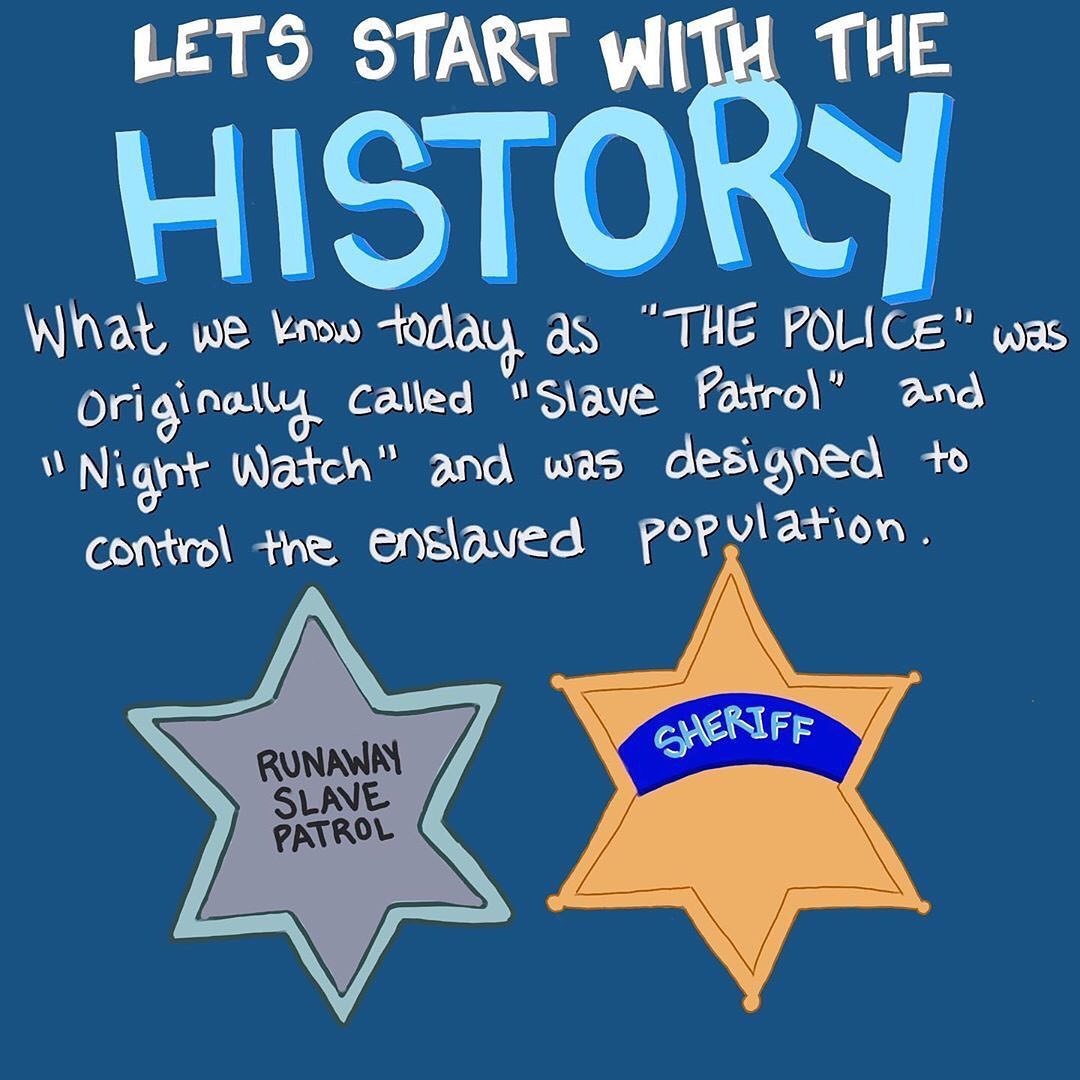 LETS START WITH THE
HISTORY
What we know today as "THE POLICE" was
originally called "Slave Patrol" and
"Night Watch" and was designed to
control the enslaved population.
RUNAWAY
SLAVE
PATROL
SHERIFF